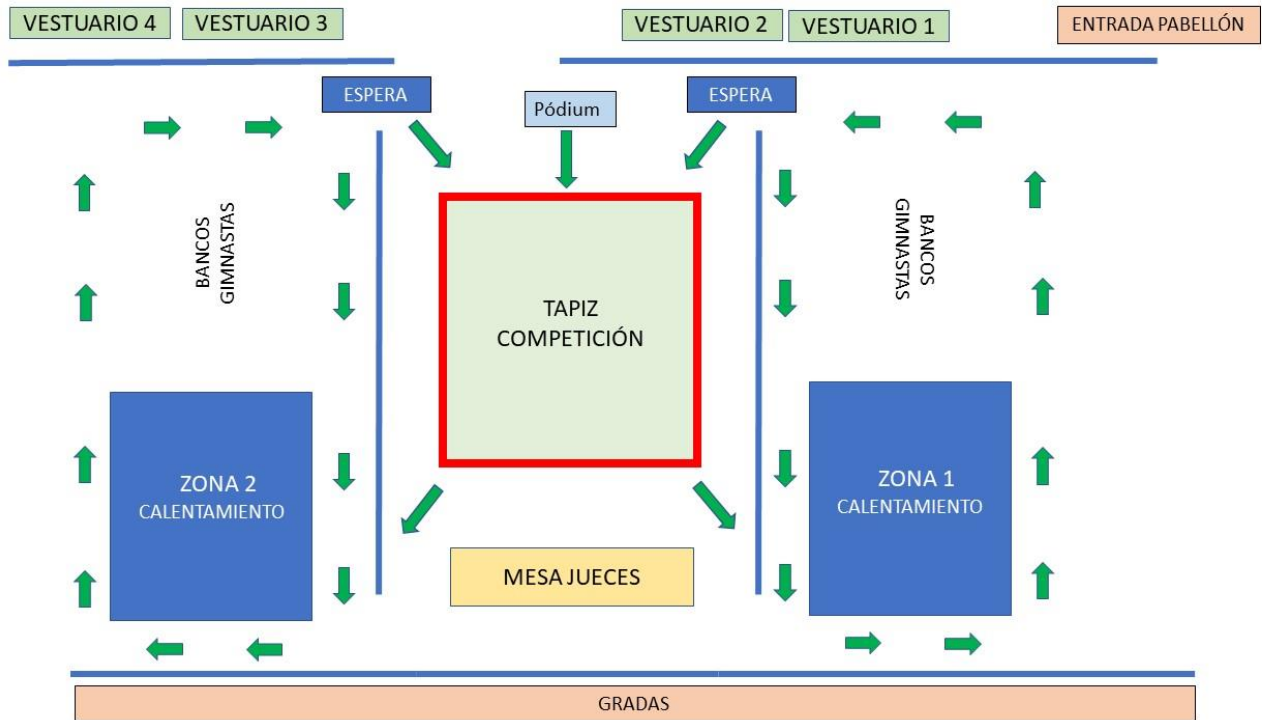 VESTUARIO 4
VESTUARIO 3
VESTUARIO 2
VESTUARIO 1
ENTRADA PABELLÓN
ESPERA
Pódium
ESPERA
BANCOS
GIMNASTAS
TAPIZ
COMPETICIÓN
BANCOS
GIMNASTAS
ZONA 2
CALENTAMIENTO
MESA JUECES
ZONA 1
CALENTAMIENTO
GRADAS